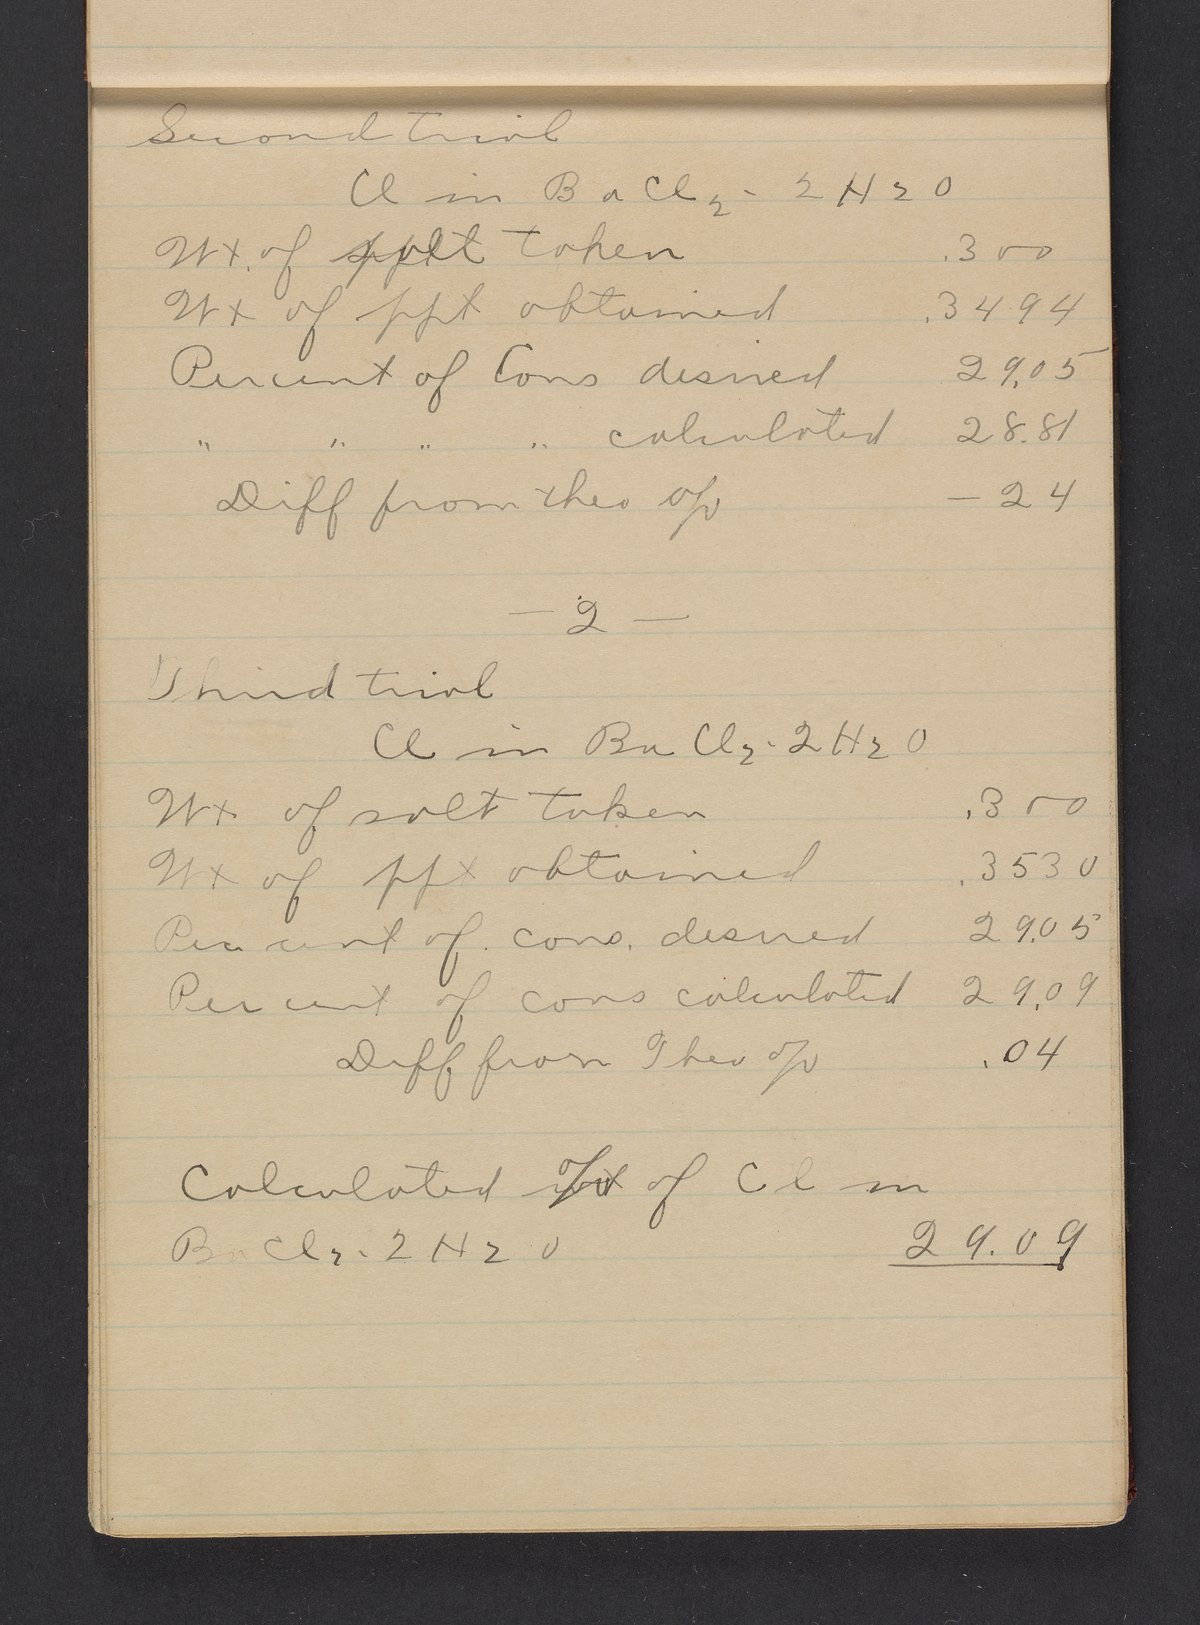 Second trial
Cl in BaCl2 - 2H2O
Wt. of salt taken .300
Wt of ppt obtained .3494
Percent of Cons desired 29.05
" " " " calculated 28.81
Diff from theo % - 24
- 2 -
Third trial
Cl in BaCl2 - 2H2O
Wt of salt taken .300
Wt of ppt obtained .3530
Per cent of cons. desired 29.05
Per cent of cons calculated 29.09
Diff from Theo % .04
Calculated % of Cl in
BaCl2 - 2H2O 29.09